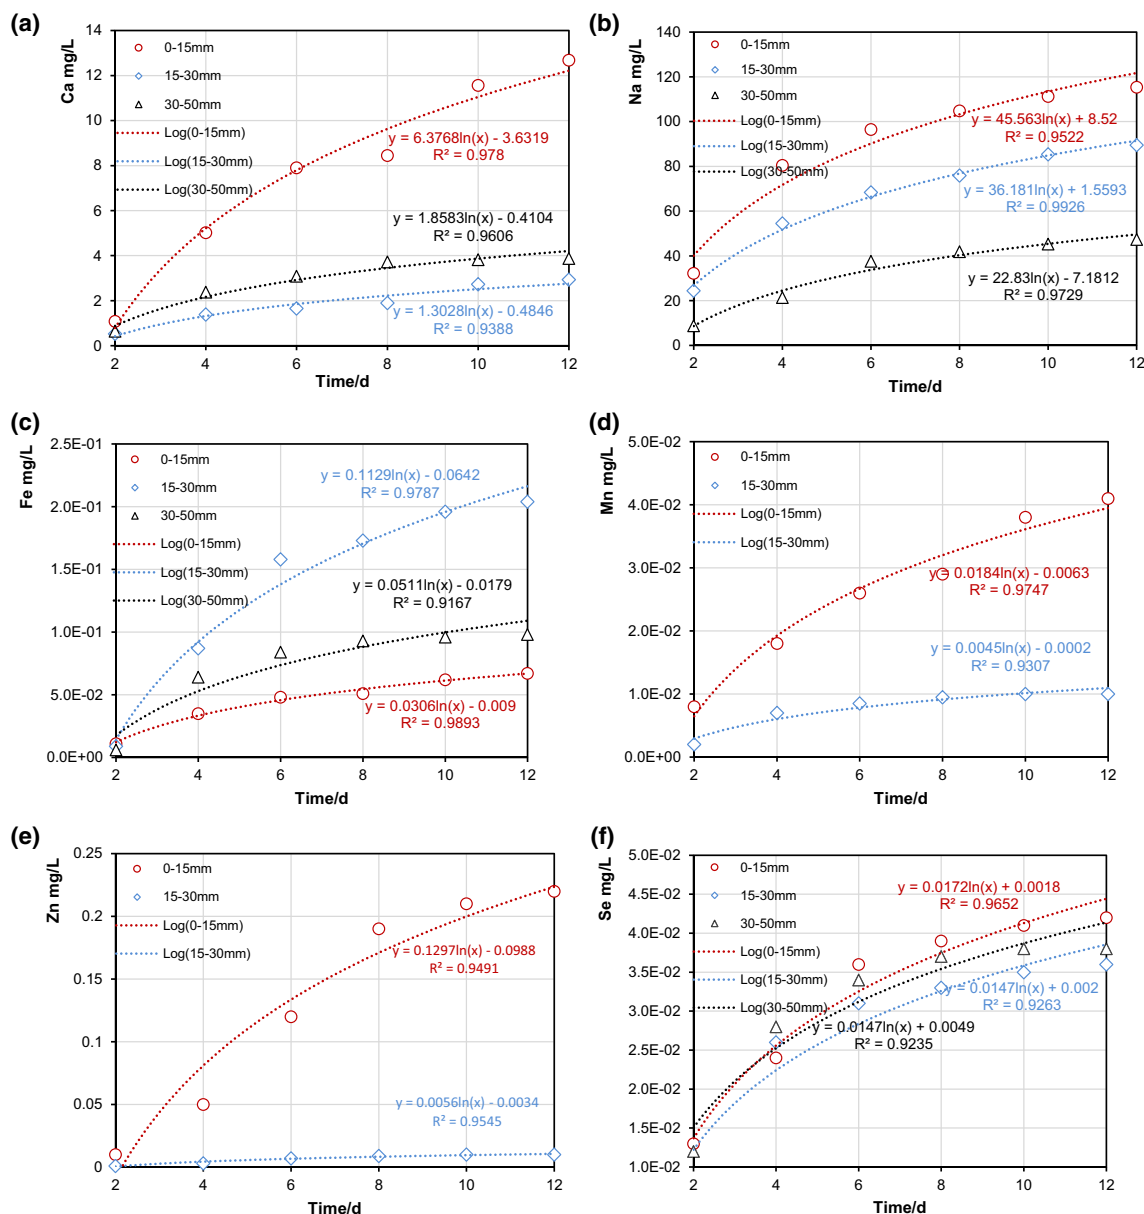 (a)
Ca mg/L
14
12
10
8
6
4
2
0
0-15mm
15-30mm
30-50mm
Log(0-15mm)
Log(15-30mm)
Log(30-50mm)
y = 6.3768ln(x) - 3.6319
R² = 0.978
y = 1.8583ln(x) - 0.4104
R² = 0.9606
y = 1.3028ln(x) - 0.4846
R² = 0.9388
2 4 6 8 10 12
Time/d
(b)
Na mg/L
140
120
100
80
60
40
20
0
0-15mm
15-30mm
30-50mm
Log(0-15mm)
Log(15-30mm)
Log(30-50mm)
y = 45.563ln(x) + 8.52
R² = 0.9522
y = 36.181ln(x) + 1.5593
R² = 0.9926
y = 22.83ln(x) - 7.1812
R² = 0.9729
2 4 6 8 10 12
Time/d
(c)
Fe mg/L
2.5E-01
2.0E-01
1.5E-01
1.0E-01
5.0E-02
0.0E+00
0-15mm
15-30mm
30-50mm
Log(0-15mm)
Log(15-30mm)
Log(30-50mm)
y = 0.1129ln(x) - 0.0642
R² = 0.9787
y = 0.0511ln(x) - 0.0179
R² = 0.9167
y = 0.0306ln(x) - 0.009
R² = 0.9893
2 4 6 8 10 12
Time/d
(d)
Mn mg/L
5.0E-02
4.0E-02
3.0E-02
2.0E-02
1.0E-02
0.0E+00
0-15mm
15-30mm
Log(0-15mm)
Log(15-30mm)
y = 0.0184ln(x) - 0.0063
R² = 0.9747
y = 0.0045ln(x) - 0.0002
R² = 0.9307
2 4 6 8 10 12
Time/d
(e)
Zn mg/L
0.25
0.2
0.15
0.1
0.05
0
0-15mm
15-30mm
Log(0-15mm)
Log(15-30mm)
y = 0.1297ln(x) - 0.0988
R² = 0.9491
y = 0.0056ln(x) - 0.0034
R² = 0.9545
2 4 6 8 10 12
Time/d
(f)
Se mg/L
5.0E-02
4.5E-02
4.0E-02
3.5E-02
3.0E-02
2.5E-02
2.0E-02
1.5E-02
1.0E-02
0-15mm
15-30mm
30-50mm
Log(0-15mm)
Log(15-30mm)
Log(30-50mm)
y = 0.0172ln(x) + 0.0018
R² = 0.9652
y = 0.0147ln(x) + 0.002
R² = 0.9263
y = 0.0147ln(x) + 0.0049
R² = 0.9235
2 4 6 8 10 12
Time/d